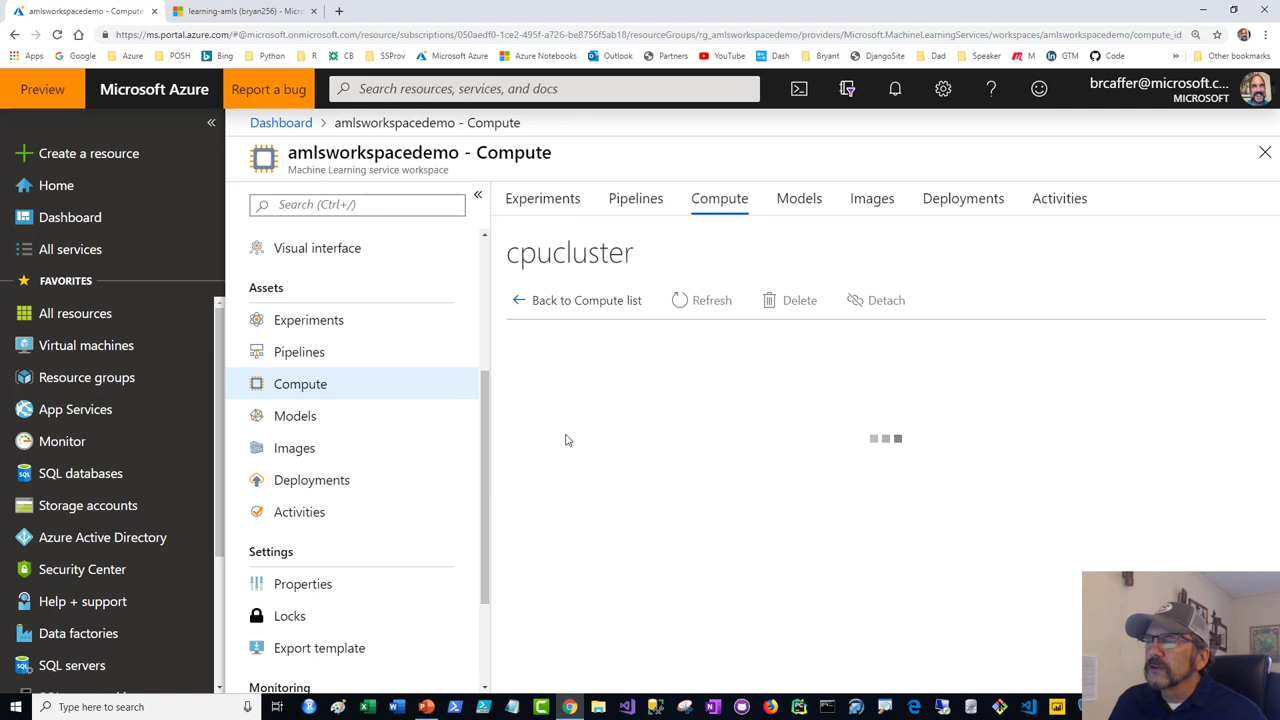 amlsworkspacedemo - Compute
learning-amls (bryan256) - Micro
https://ms.portal.azure.com/#@microsoft.onmicrosoft.com/resource/subscriptions/050aedf0-1ce2-495f-a726-be8756f5ab18/resourceGroups/rg_amlsworkspacedemo/providers/Microsoft.MachineLearningServices/workspaces/amlsworkspacedemo/compute_id
Apps
Google
Azure
POSH
Bing
Python
R
CB
SSProv
Microsoft Azure
AzureNotebooks
Outlook
Partners
YouTube
Dash
DjangoSite
Dad
Speaker
M
IoT
GTM
Code
»
Other bookmarks
Preview
Microsoft Azure
Report a bug
Search resources, services, and docs
brcaffer@microsoft.c...
MICROSOFT
Dashboard > amlsworkspacedemo - Compute
amlsworkspacedemo - Compute
Machine Learning service workspace
Create a resource
Home
Dashboard
All services
FAVORITES
All resources
Virtual machines
Resource groups
App Services
Monitor
SQL databases
Storage accounts
Azure Active Directory
Security Center
Help + support
Data factories
SQL servers
Search (Ctrl+/)
Visual interface
Assets
Experiments
Pipelines
Compute
Models
Images
Deployments
Activities
Settings
Properties
Locks
Export template
Monitoring
Experiments
Pipelines
Compute
Models
Images
Deployments
Activities
cpucluster
Back to Compute list
Refresh
Delete
Detach
Type here to search